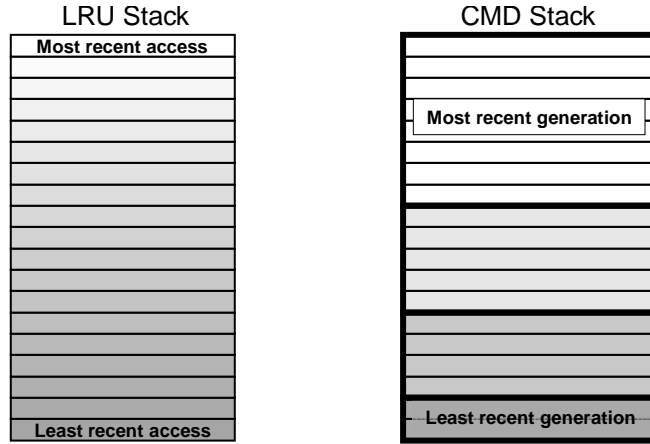 LRU Stack
CMD Stack
Most recent access
Most recent generation
Least recent access
Least recent generation